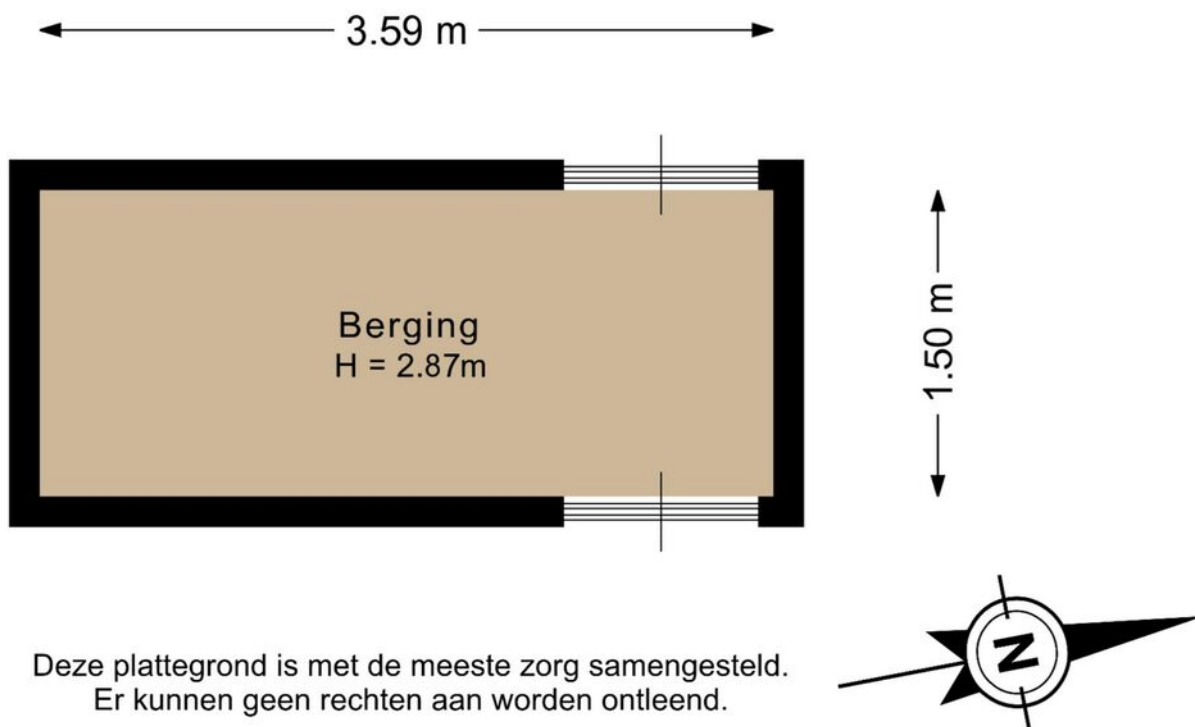 3.59 m
Berging
H = 2.87m
1.50 m
N
Deze plattegrond is met de meeste zorg samengesteld.
Er kunnen geen rechten aan worden ontleend.